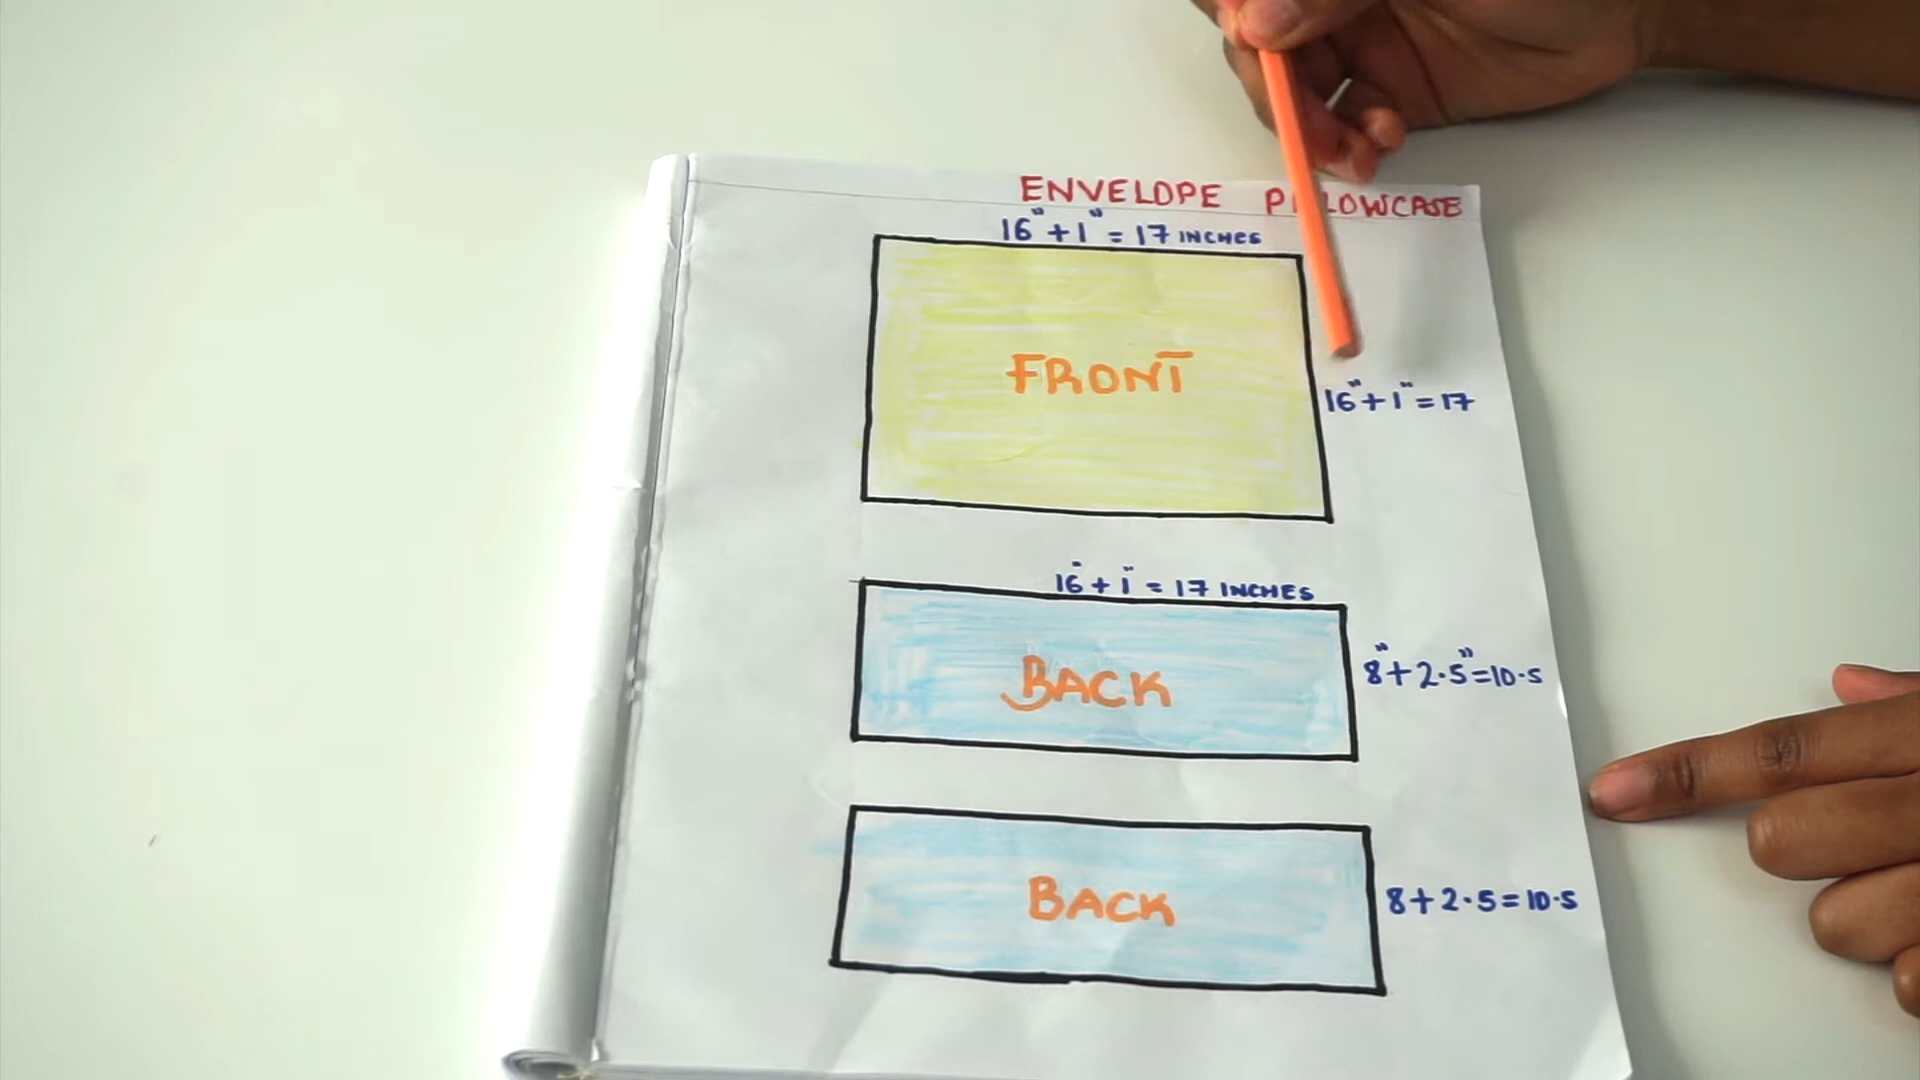 ENVELOPE PILLOWCASE
16"+1" = 17 INCHES
FRONT
16"+1"=17
16"+1" = 17 INCHES
BACK
8"+2.5"=10.5
BACK
8+2.5=10.5